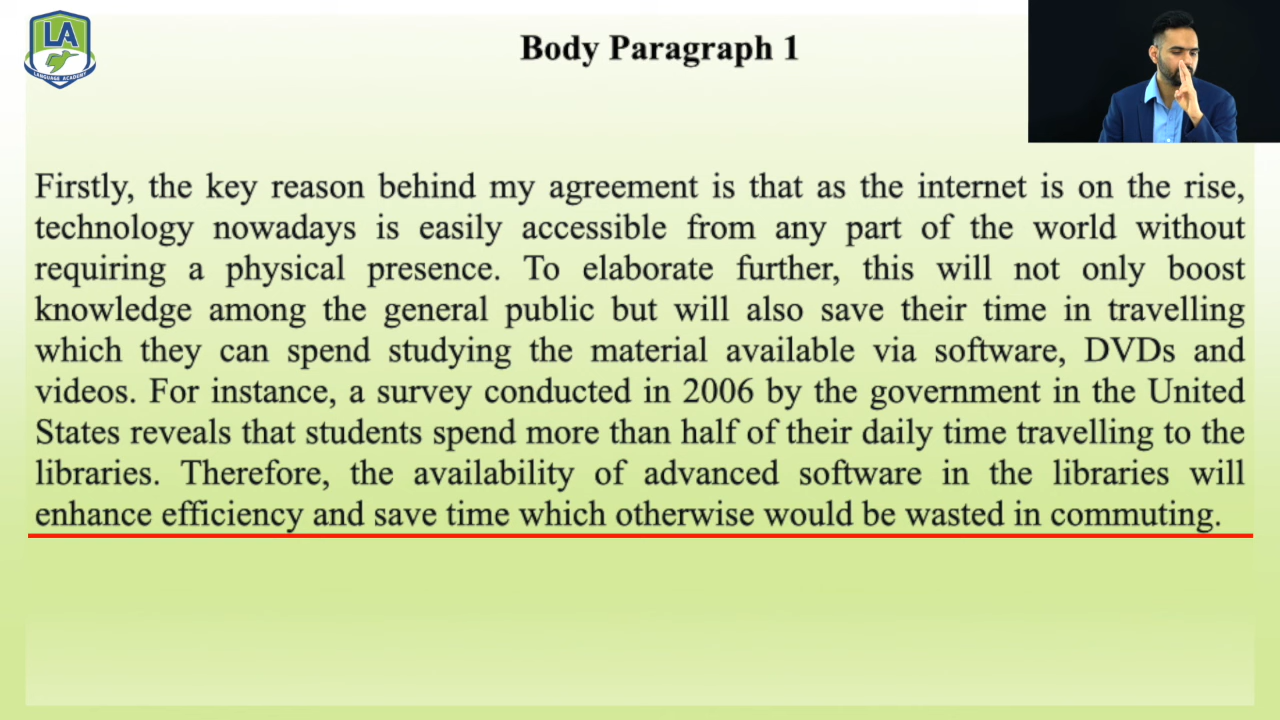 LA
LANGUAGE ACADEMY
Body Paragraph 1
Firstly, the key reason behind my agreement is that as the internet is on the rise,
technology nowadays is easily accessible from any part of the world without
requiring a physical presence. To elaborate further, this will not only boost
knowledge among the general public but will also save their time in travelling
which they can spend studying the material available via software, DVDs and
videos. For instance, a survey conducted in 2006 by the government in the United
States reveals that students spend more than half of their daily time travelling to the
libraries. Therefore, the availability of advanced software in the libraries will
enhance efficiency and save time which otherwise would be wasted in commuting.